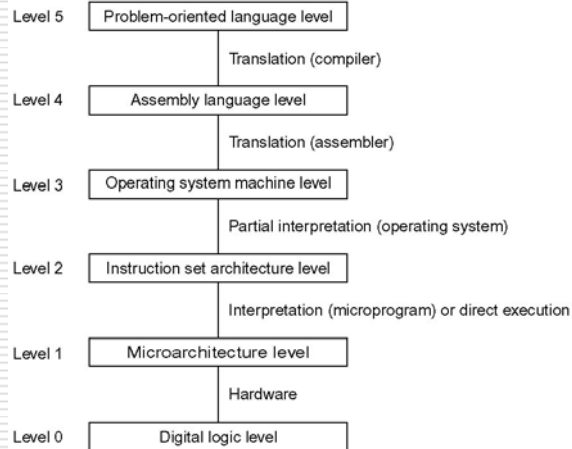 Level 5 Problem-oriented language level
Translation (compiler)
Level 4 Assembly language level
Translation (assembler)
Level 3 Operating system machine level
Partial interpretation (operating system)
Level 2 Instruction set architecture level
Interpretation (microprogram) or direct execution
Level 1 Microarchitecture level
Hardware
Level 0 Digital logic level